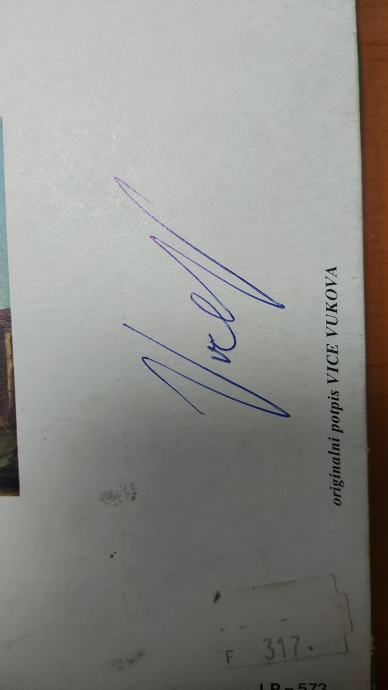 originalni potpis VICE VUKOVA
F 317.
LP - 573